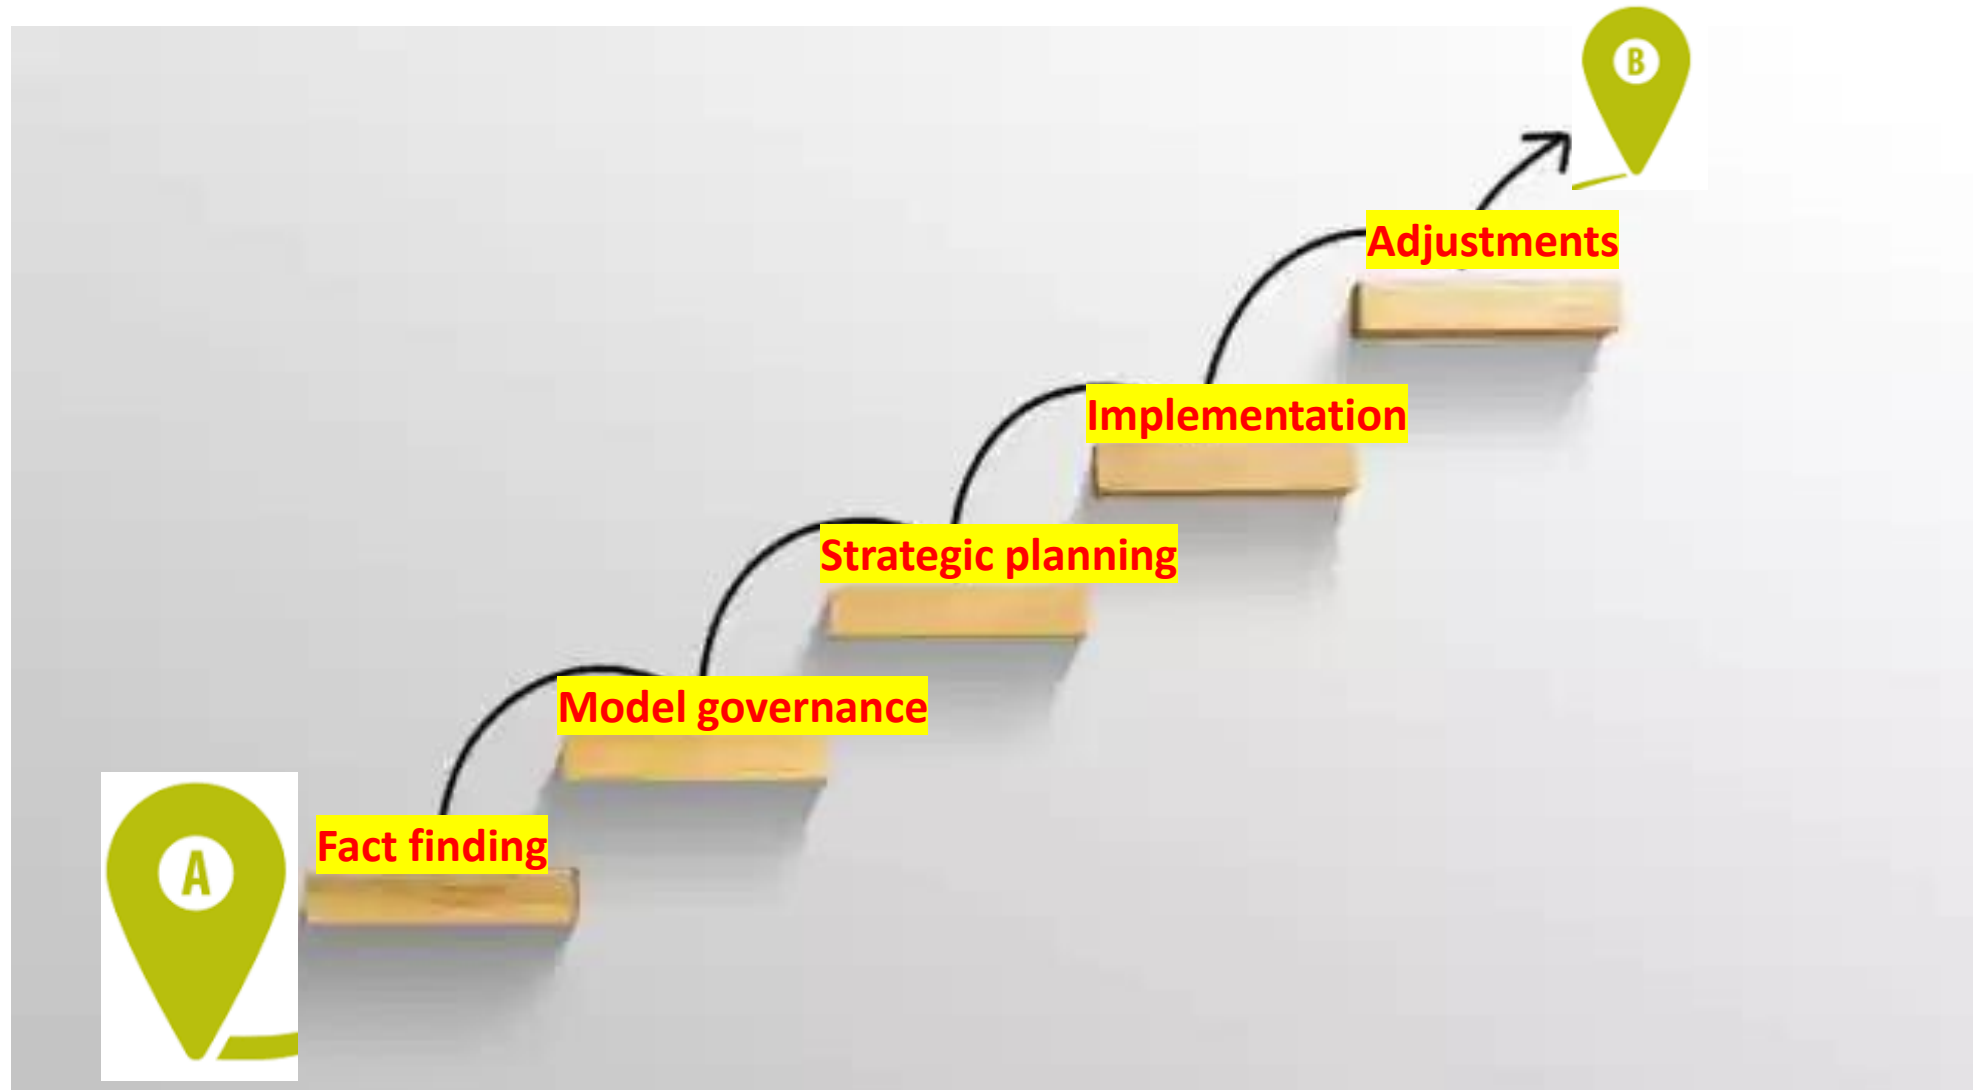 B
Adjustments
Implementation
Strategic planning
Model governance
Fact finding
A